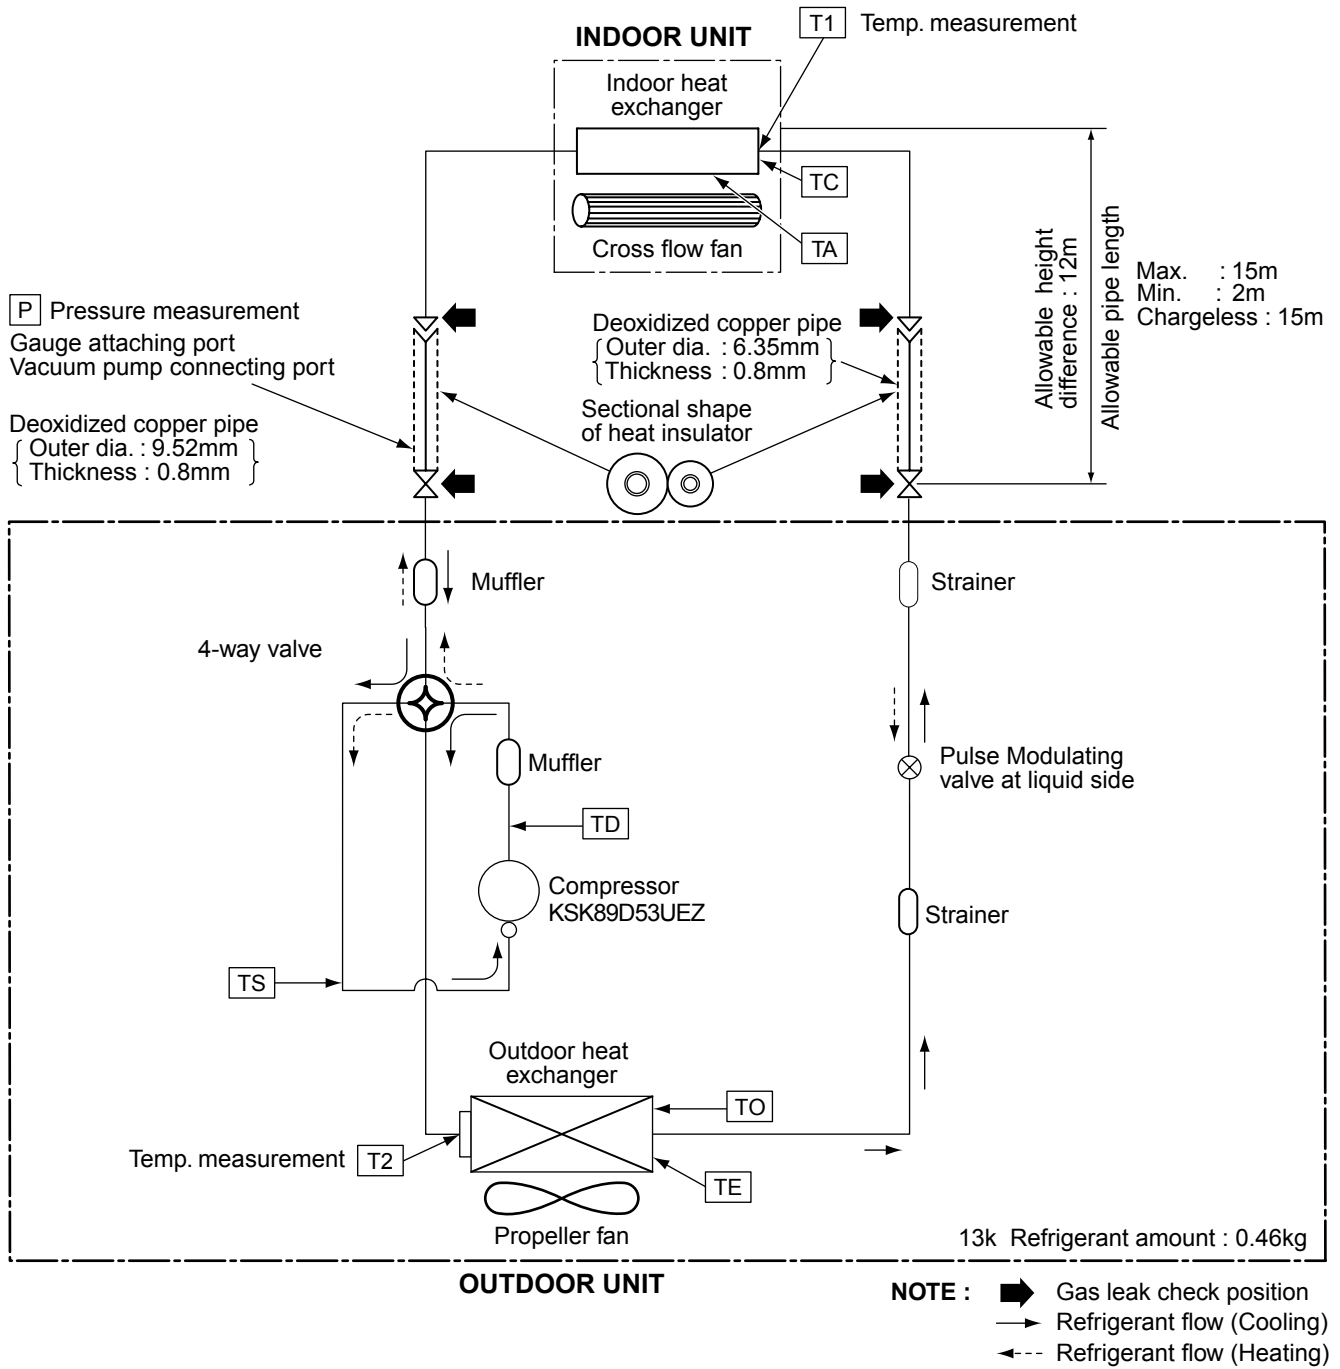 T1 Temp. measurement
INDOOR UNIT
Indoor heat
exchanger
TC
TA
Cross flow fan
Allowable height
difference : 12m
Allowable pipe length
Max. : 15m
Min. : 2m
Chargeless : 15m
P Pressure measurement
Gauge attaching port
Vacuum pump connecting port
Deoxidized copper pipe
Outer dia. : 9.52mm
Thickness : 0.8mm
Deoxidized copper pipe
Outer dia. : 6.35mm
Thickness : 0.8mm
Sectional shape
of heat insulator
Muffler
Strainer
4-way valve
Muffler
Pulse Modulating
valve at liquid side
TD
Compressor
KSK89D53UEZ
Strainer
TS
Outdoor heat
exchanger
TO
Temp. measurement T2
TE
Propeller fan
13k Refrigerant amount : 0.46kg
OUTDOOR UNIT
NOTE : Gas leak check position
Refrigerant flow (Cooling)
Refrigerant flow (Heating)